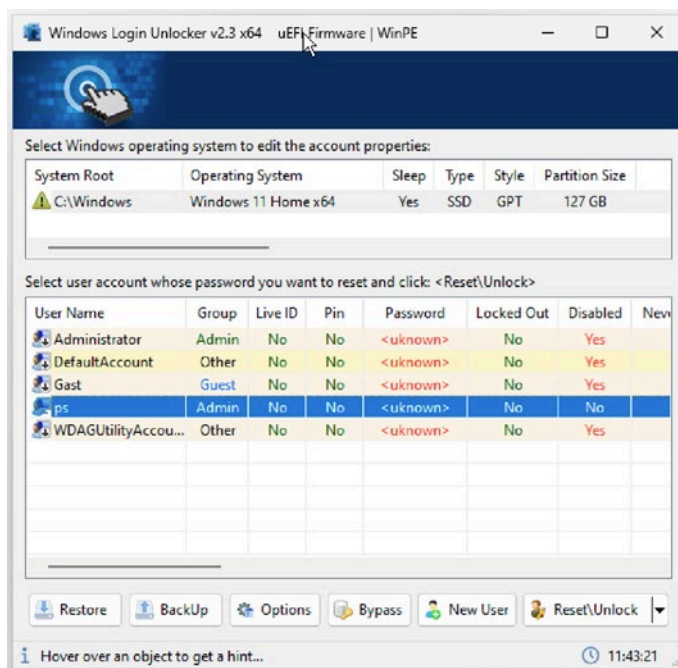 Windows Login Unlocker v2.3 x64 uEFI Firmware | WinPE
Select Windows operating system to edit the account properties:
System Root Operating System Sleep Type Style Partition Size
C:\Windows Windows 11 Home x64 Yes SSD GPT 127 GB
Select user account whose password you want to reset and click: <Reset\Unlock>
User Name Group Live ID Pin Password Locked Out Disabled Neve
Administrator Admin No No <uknown> No Yes
DefaultAccount Other No No <uknown> No Yes
Gast Guest No No <uknown> No Yes
ps Admin No No <uknown> No No
WDAGUtilityAccou... Other No No <uknown> No Yes
Restore BackUp Options Bypass New User Reset\Unlock
Hover over an object to get a hint... 11:43:21